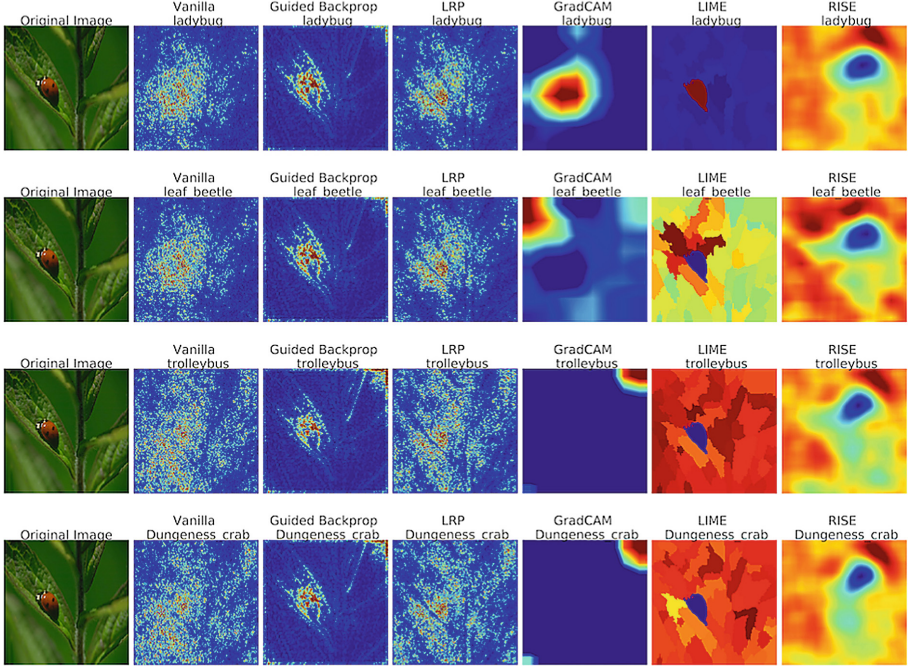 Original Image
Vanilla
ladybug
Guided Backprop
ladybug
LRP
ladybug
GradCAM
ladybug
LIME
ladybug
RISE
ladybug
Original Image
Vanilla
leaf_beetle
Guided Backprop
leaf_beetle
LRP
leaf_beetle
GradCAM
leaf_beetle
LIME
leaf_beetle
RISE
leaf_beetle
Original Image
Vanilla
trolleybus
Guided Backprop
trolleybus
LRP
trolleybus
GradCAM
trolleybus
LIME
trolleybus
RISE
trolleybus
Original Image
Vanilla
Dungeness_crab
Guided Backprop
Dungeness_crab
LRP
Dungeness_crab
GradCAM
Dungeness_crab
LIME
Dungeness_crab
RISE
Dungeness_crab